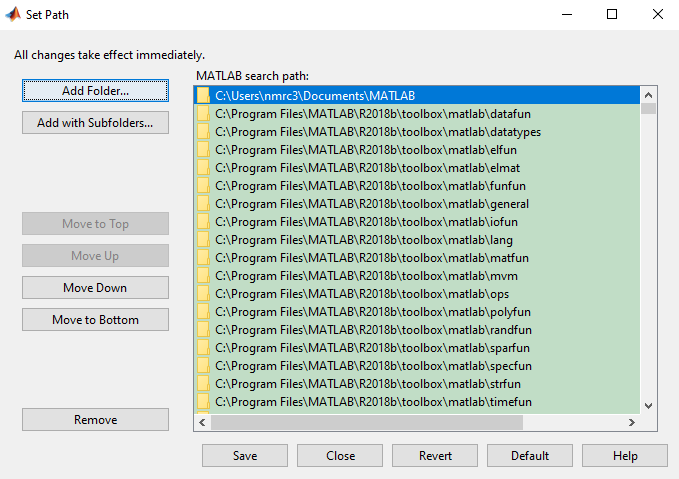 Set Path
All changes take effect immediately.
Add Folder...
Add with Subfolders...
Move to Top
Move Up
Move Down
Move to Bottom
Remove
MATLAB search path:
C:\Users\nmrc3\Documents\MATLAB
C:\Program Files\MATLAB\R2018b\toolbox\matlab\datafun
C:\Program Files\MATLAB\R2018b\toolbox\matlab\datatypes
C:\Program Files\MATLAB\R2018b\toolbox\matlab\elfun
C:\Program Files\MATLAB\R2018b\toolbox\matlab\elmat
C:\Program Files\MATLAB\R2018b\toolbox\matlab\funfun
C:\Program Files\MATLAB\R2018b\toolbox\matlab\general
C:\Program Files\MATLAB\R2018b\toolbox\matlab\iofun
C:\Program Files\MATLAB\R2018b\toolbox\matlab\lang
C:\Program Files\MATLAB\R2018b\toolbox\matlab\matfun
C:\Program Files\MATLAB\R2018b\toolbox\matlab\mvm
C:\Program Files\MATLAB\R2018b\toolbox\matlab\ops
C:\Program Files\MATLAB\R2018b\toolbox\matlab\polyfun
C:\Program Files\MATLAB\R2018b\toolbox\matlab\randfun
C:\Program Files\MATLAB\R2018b\toolbox\matlab\sparfun
C:\Program Files\MATLAB\R2018b\toolbox\matlab\specfun
C:\Program Files\MATLAB\R2018b\toolbox\matlab\strfun
C:\Program Files\MATLAB\R2018b\toolbox\matlab\timefun
Save Close Revert Default Help